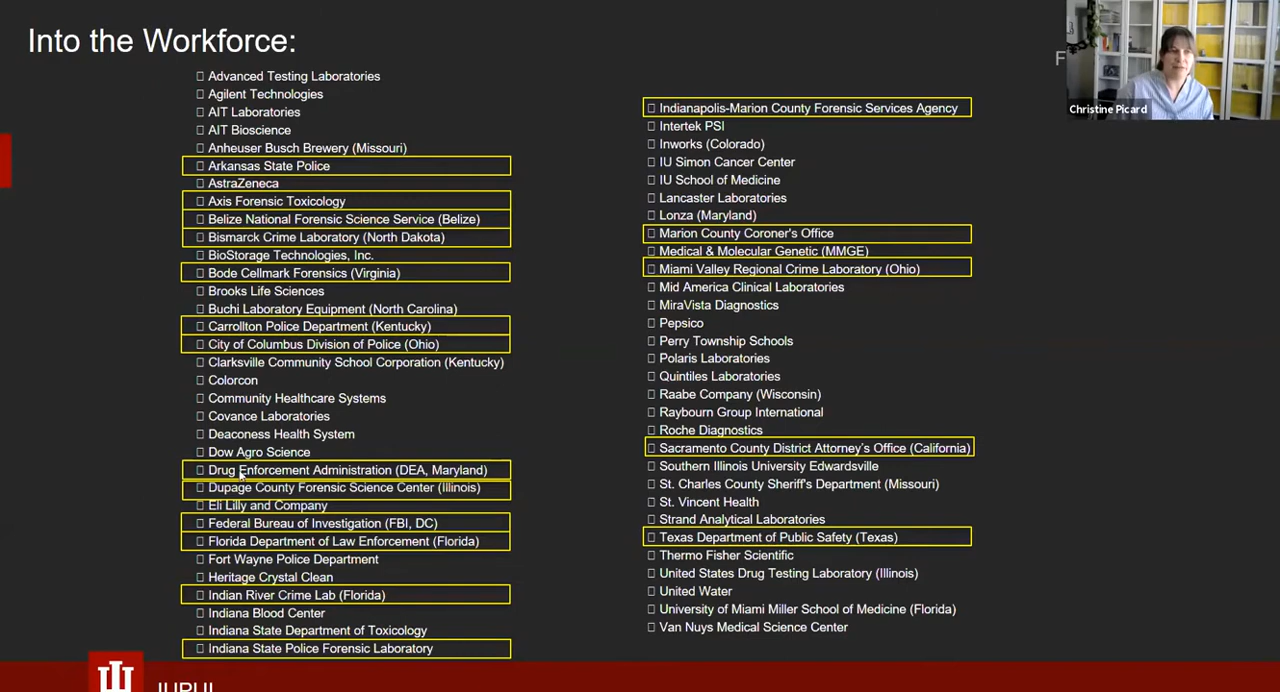 Into the Workforce:
Advanced Testing Laboratories
Agilent Technologies
AIT Laboratories
AIT Bioscience
Anheuser Busch Brewery (Missouri)
Arkansas State Police
AstraZeneca
Axis Forensic Toxicology
Belize National Forensic Science Service (Belize)
Bismarck Crime Laboratory (North Dakota)
BioStorage Technologies, Inc.
Bode Cellmark Forensics (Virginia)
Brooks Life Sciences
Buchi Laboratory Equipment (North Carolina)
Carrollton Police Department (Kentucky)
City of Columbus Division of Police (Ohio)
Clarksville Community School Corporation (Kentucky)
Colorcon
Community Healthcare Systems
Covance Laboratories
Deaconess Health System
Dow Agro Science
Drug Enforcement Administration (DEA, Maryland)
Dupage County Forensic Science Center (Illinois)
Eli Lilly and Company
Federal Bureau of Investigation (FBI, DC)
Florida Department of Law Enforcement (Florida)
Fort Wayne Police Department
Heritage Crystal Clean
Indian River Crime Lab (Florida)
Indiana Blood Center
Indiana State Department of Toxicology
Indiana State Police Forensic Laboratory
Indianapolis-Marion County Forensic Services Agency
Intertek PSI
Inworks (Colorado)
IU Simon Cancer Center
IU School of Medicine
Lancaster Laboratories
Lonza (Maryland)
Marion County Coroner's Office
Medical & Molecular Genetic (MMGE)
Miami Valley Regional Crime Laboratory (Ohio)
Mid America Clinical Laboratories
MiraVista Diagnostics
Pepsico
Perry Township Schools
Polaris Laboratories
Quintiles Laboratories
Raabe Company (Wisconsin)
Raybourn Group International
Roche Diagnostics
Sacramento County District Attorney's Office (California)
Southern Illinois University Edwardsville
St. Charles County Sheriff's Department (Missouri)
St. Vincent Health
Strand Analytical Laboratories
Texas Department of Public Safety (Texas)
Thermo Fisher Scientific
United States Drug Testing Laboratory (Illinois)
United Water
University of Miami Miller School of Medicine (Florida)
Van Nuys Medical Science Center
F
Christine Picard
IUPUI